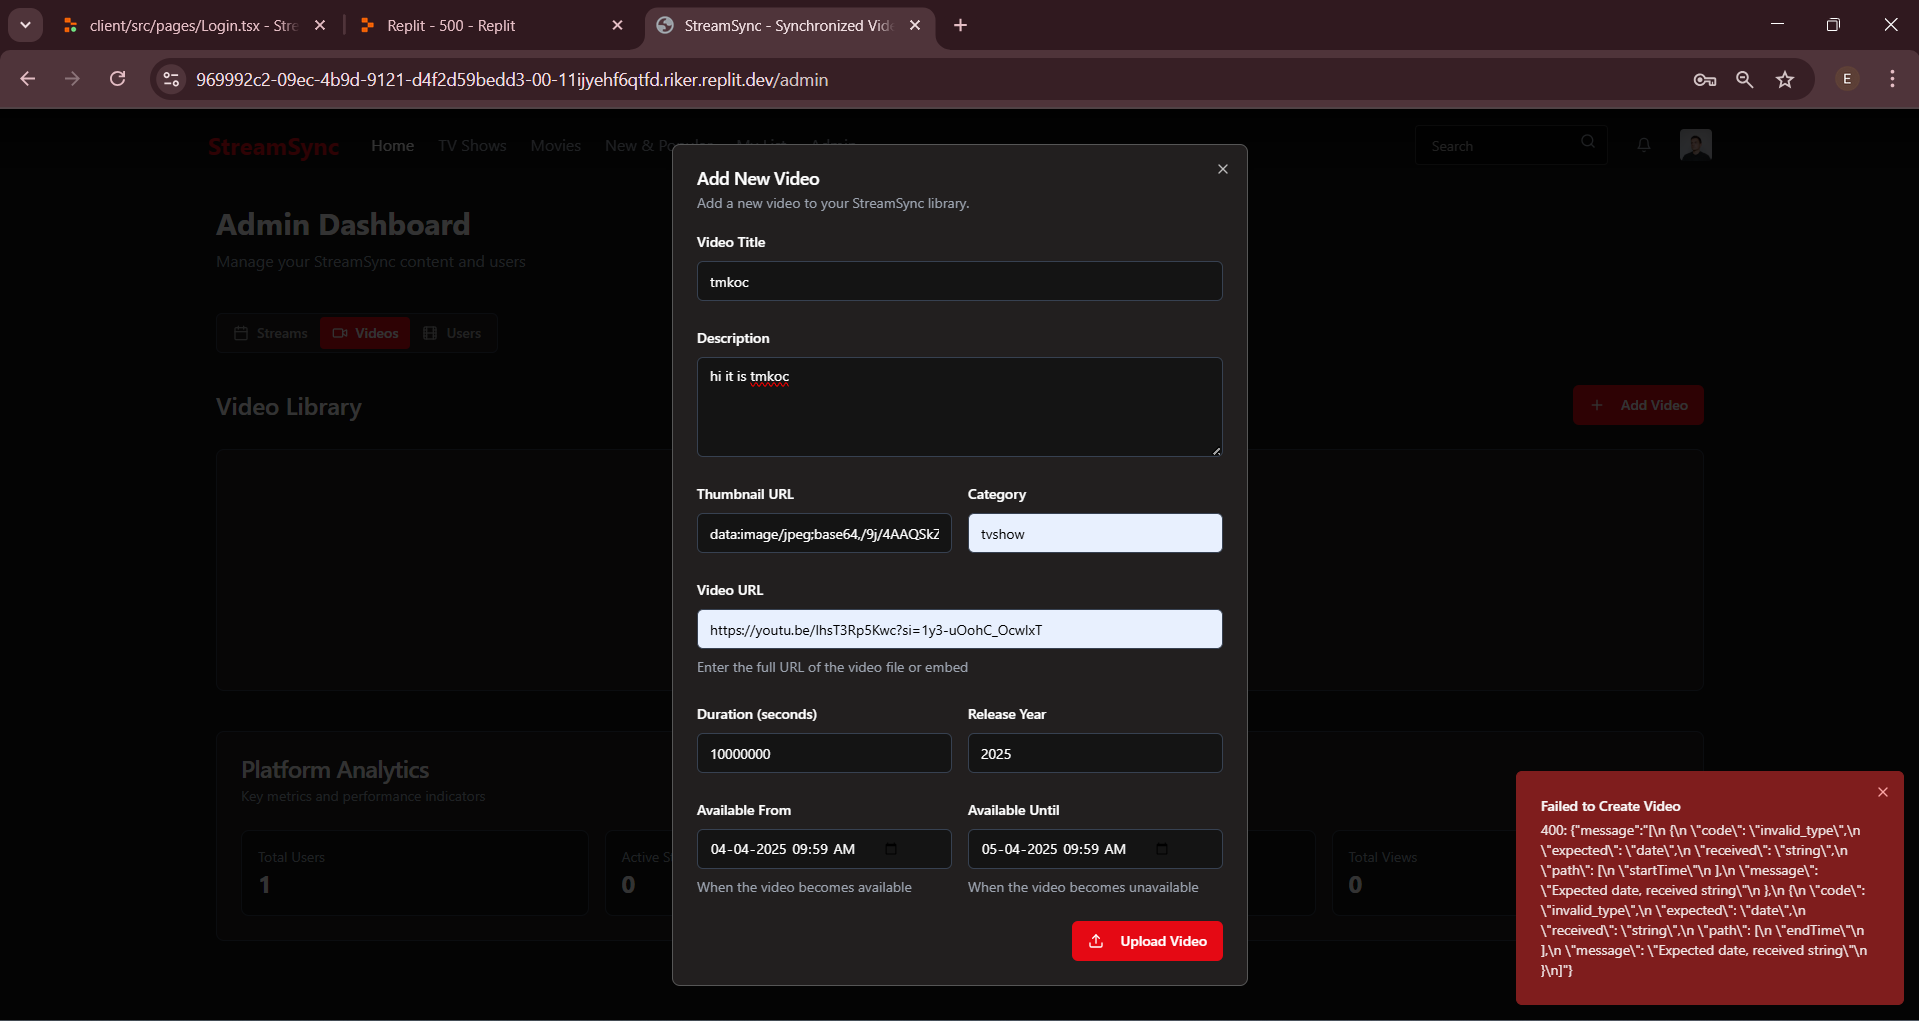 client/src/pages/Login.tsx - Stre
Replit - 500 - Replit
StreamSync - Synchronized Vide
969992c2-09ec-4b9d-9121-d4f2d59bedd3-00-11ijyehf6qtfd.riker.replit.dev/admin
E
StreamSync
Home
TV Shows
Movies
New & Popular
My List
Admin
Search
Admin Dashboard
Manage your StreamSync content and users
Streams
Videos
Users
Video Library
Add Video
Add New Video
Add a new video to your StreamSync library.
Video Title
tmkoc
Description
hi it is tmkoc
Thumbnail URL
Category
data:image/jpeg;base64,/9j/4AAQSkZ
tvshow
Video URL
https://youtu.be/lhsT3Rp5Kwc?si=1y3-uOohC_OcwlxT
Enter the full URL of the video file or embed
Duration (seconds)
Release Year
10000000
2025
Available From
Available Until
04-04-2025 09:59 AM
05-04-2025 09:59 AM
When the video becomes available
When the video becomes unavailable
Upload Video
Platform Analytics
Key metrics and performance indicators
Total Users
1
Active S
0
Total Views
0
Failed to Create Video
400: {"message":"[\n {\n \"code\": \"invalid_type\",\n
\"expected\": \"date\",\n \"received\": \"string\",\n
\"path\": [\n \"startTime\"\n ],\n \"message\":
\"Expected date, received string\"\n },\n {\n \"code\":
\"invalid_type\",\n \"expected\": \"date\",\n
\"received\": \"string\",\n \"path\": [\n \"endTime\"\n
],\n \"message\": \"Expected date, received string\"\n
}\n]"}